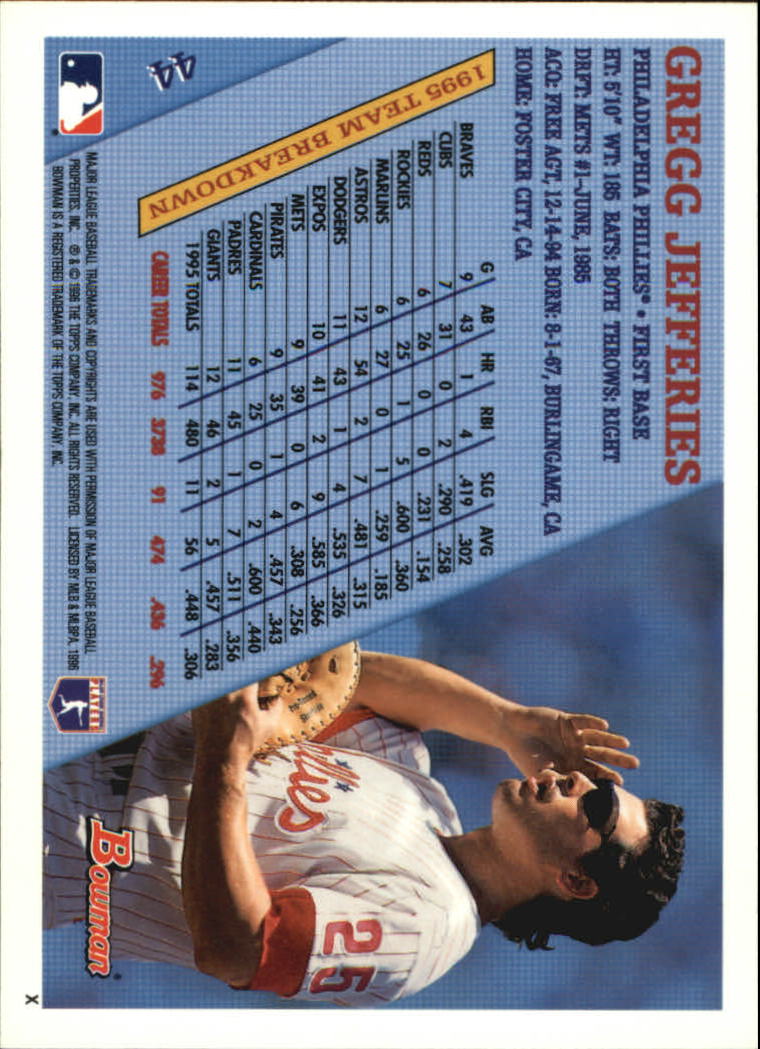 GREGG JEFFERIES
PHILADELPHIA PHILLIES® • FIRST BASE
HT: 5'10" WT: 185 BATS: BOTH THROWS: RIGHT
DRFT: METS #1-JUNE, 1985
ACQ: FREE AGT, 12-14-94 BORN: 8-1-67, BURLINGAME, CA
HOME: FOSTER CITY, CA
1995 TEAM BREAKDOWN
G AB HR RBI SLG AVG
BRAVES 9 43 1 4 .419 .302
CUBS 7 31 0 2 .290 .258
REDS 6 26 0 0 .231 .154
ROCKIES 6 25 1 5 .600 .360
MARLINS 6 27 0 1 .259 .185
ASTROS 12 54 2 7 .481 .315
DODGERS 11 43 1 4 .535 .326
EXPOS 10 41 2 9 .585 .366
METS 9 39 0 6 .308 .256
PIRATES 9 35 1 4 .457 .343
CARDINALS 6 25 0 2 .600 .440
PADRES 11 45 1 7 .511 .356
GIANTS 12 46 2 5 .457 .283
1995 TOTALS 114 480 11 56 .448 .306
CAREER TOTALS 976 3738 91 474 .436 .296
44
MAJOR LEAGUE BASEBALL TRADEMARKS AND COPYRIGHTS ARE USED WITH PERMISSION OF MAJOR LEAGUE BASEBALL
PROPERTIES, INC. ® & © 1996 THE TOPPS COMPANY, INC. ALL RIGHTS RESERVED. LICENSED BY MLB & MLBPA, 1996
BOWMAN IS A REGISTERED TRADEMARK OF THE TOPPS COMPANY, INC.
Phillies
25
Bowman®
X